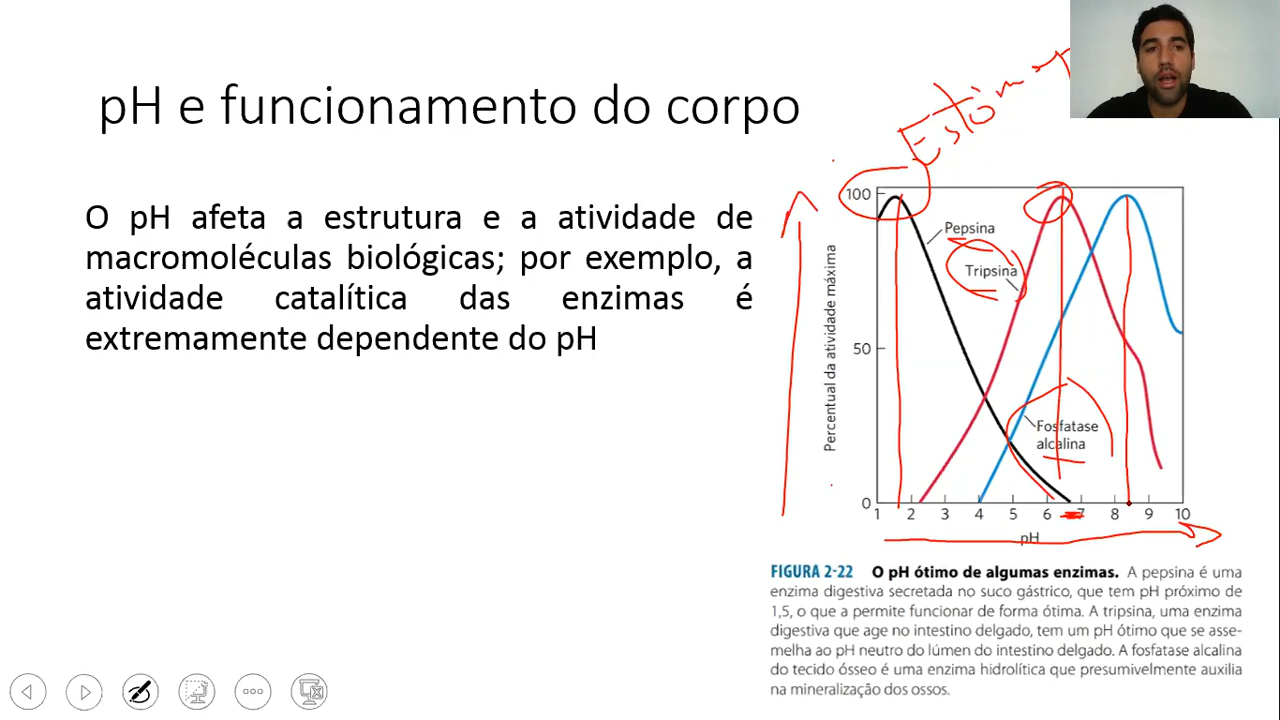 pH e funcionamento do corpo
O pH afeta a estrutura e a atividade de
macromoléculas biológicas; por exemplo, a
atividade catalítica das enzimas é
extremamente dependente do pH
100
50
0
Percentual da atividade máxima
Pepsina
Tripsina
Fosfatase
alcalina
1 2 3 4 5 6 7 8 9 10
pH
FIGURA 2-22 O pH ótimo de algumas enzimas. A pepsina é uma
enzima digestiva secretada no suco gástrico, que tem pH próximo de
1,5, o que a permite funcionar de forma ótima. A tripsina, uma enzima
digestiva que age no intestino delgado, tem um pH ótimo que se asse-
melha ao pH neutro do lúmen do intestino delgado. A fosfatase alcalina
do tecido ósseo é uma enzima hidrolítica que presumivelmente auxilia
na mineralização dos ossos.